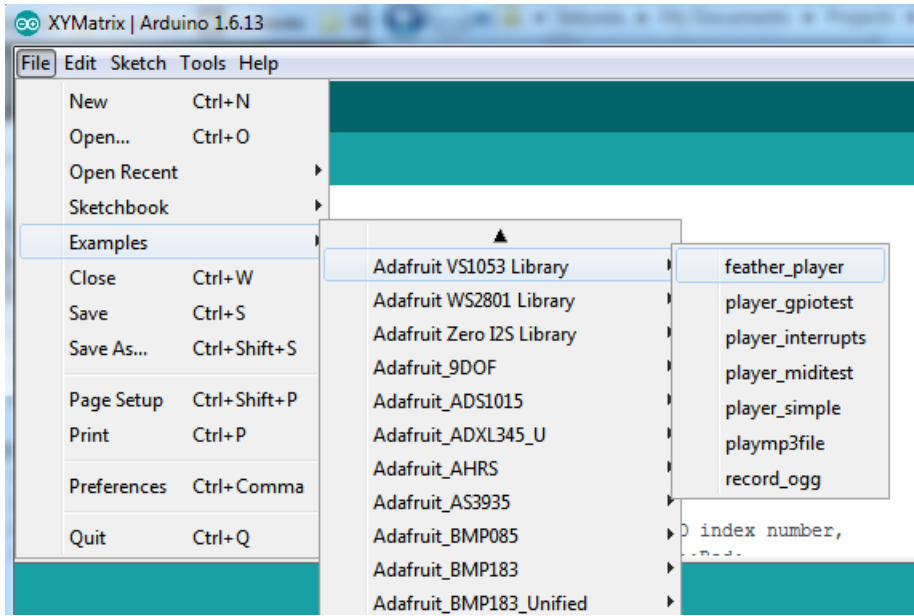 XYMatrix | Arduino 1.6.13
File Edit Sketch Tools Help
New Ctrl+N
Open... Ctrl+O
Open Recent
Sketchbook
Examples
Close Ctrl+W
Save Ctrl+S
Save As... Ctrl+Shift+S
Page Setup Ctrl+Shift+P
Print Ctrl+P
Preferences Ctrl+Comma
Quit Ctrl+Q
Adafruit VS1053 Library
Adafruit WS2801 Library
Adafruit Zero I2S Library
Adafruit_9DOF
Adafruit_ADS1015
Adafruit_ADXL345_U
Adafruit_AHRS
Adafruit_AS3935
Adafruit_BMP085
Adafruit_BMP183
Adafruit_BMP183_Unified
feather_player
player_gpiotest
player_interrupts
player_miditest
player_simple
playmp3file
record_ogg
index number,